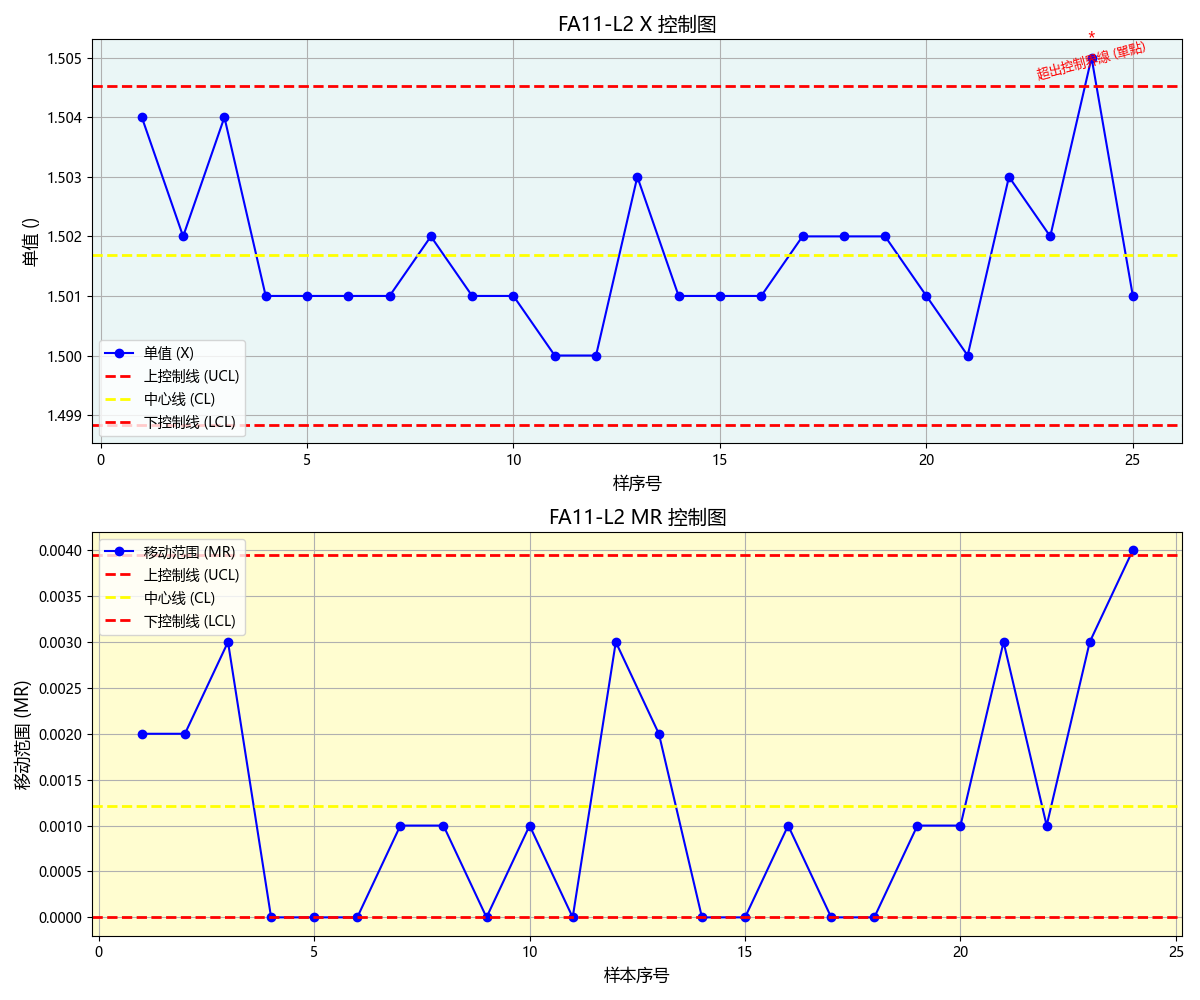 FA11-L2 X 控制图
*
超出控制界線 (單點)
1.505
1.504
1.503
1.502
1.501
1.500
1.499
单值 ()
单值 (X)
上控制线 (UCL)
中心线 (CL)
下控制线 (LCL)
0 5 10 15 20 25
样序号
FA11-L2 MR 控制图
0.0040
0.0035
0.0030
0.0025
0.0020
0.0015
0.0010
0.0005
0.0000
移动范围 (MR)
移动范围 (MR)
上控制线 (UCL)
中心线 (CL)
下控制线 (LCL)
0 5 10 15 20 25
样本序号